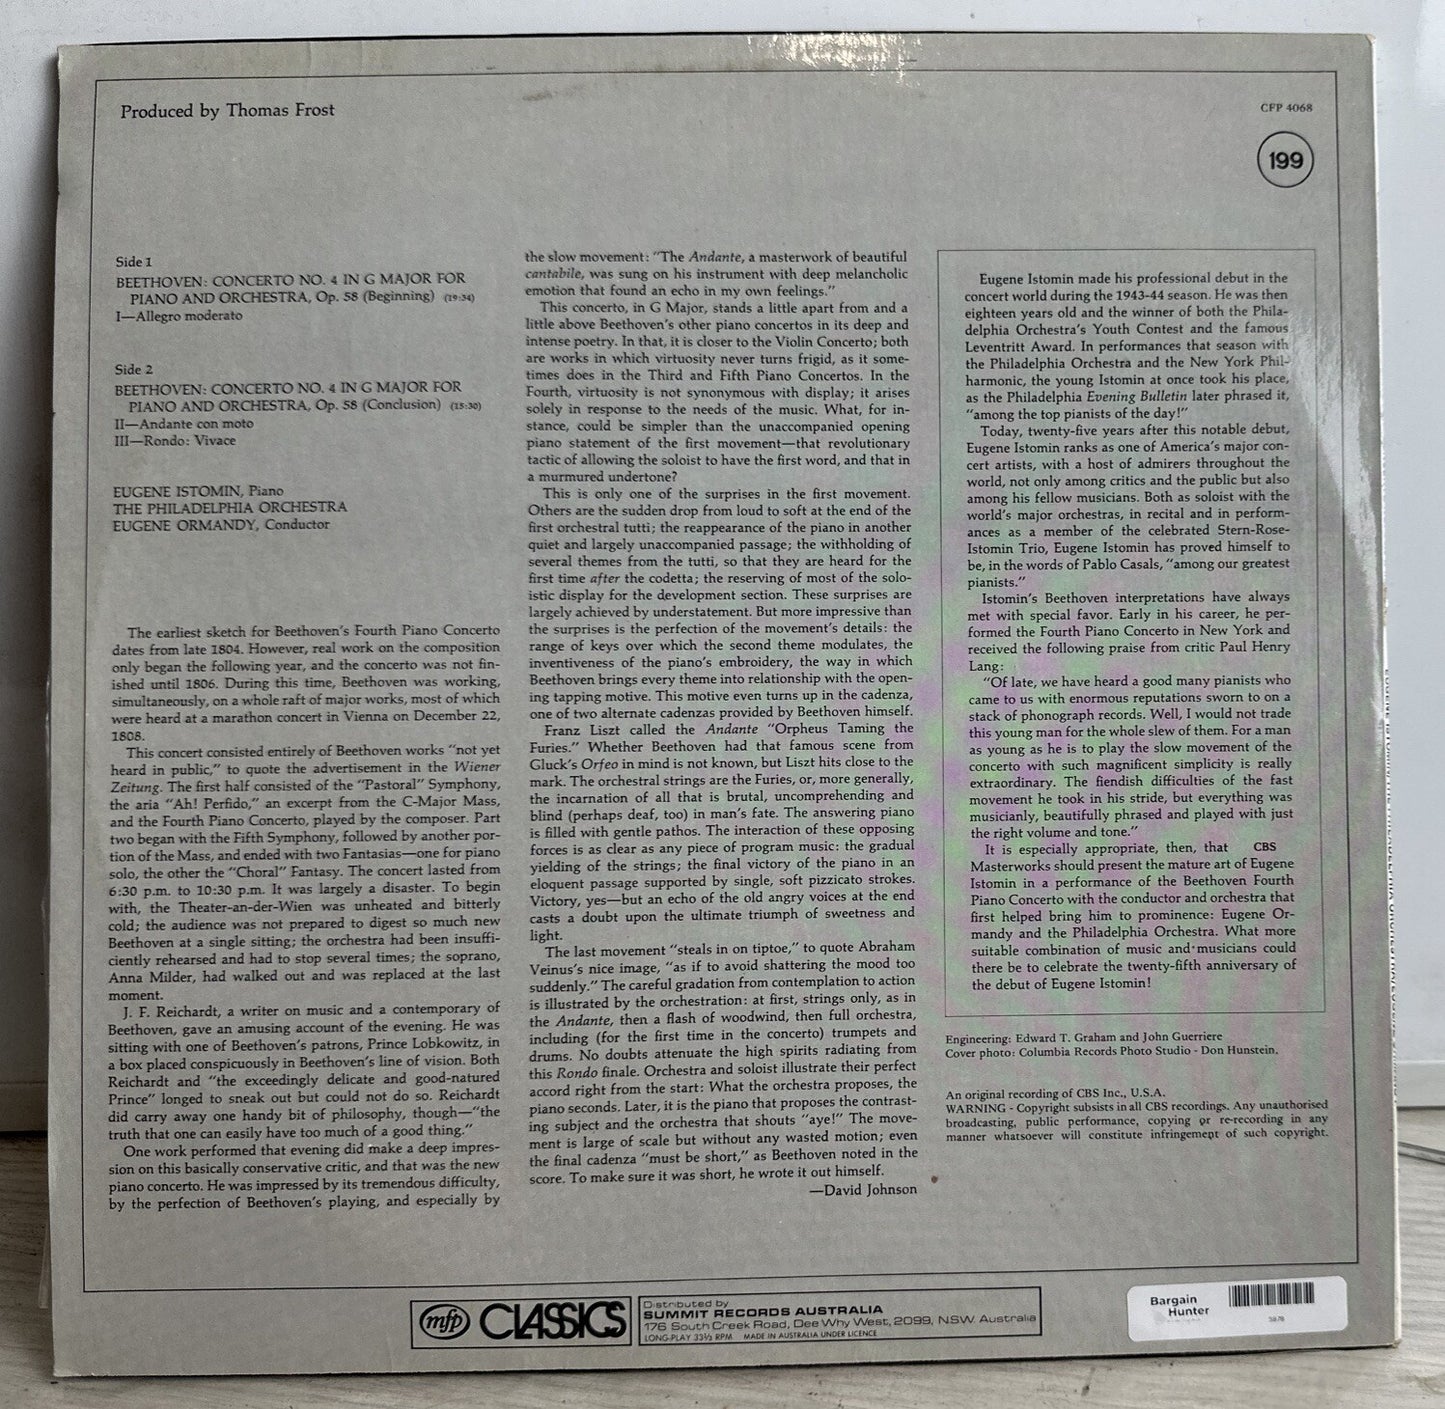 Produced by Thomas Frost
CFP 4068
199
Side 1
BEETHOVEN: CONCERTO NO. 4 IN G MAJOR FOR
PIANO AND ORCHESTRA, Op. 58 (Beginning) (19:34)
I—Allegro moderato
Side 2
BEETHOVEN: CONCERTO NO. 4 IN G MAJOR FOR
PIANO AND ORCHESTRA, Op. 58 (Conclusion) (15:30)
II—Andante con moto
III—Rondo: Vivace
EUGENE ISTOMIN, Piano
THE PHILADELPHIA ORCHESTRA
EUGENE ORMANDY, Conductor
The earliest sketch for Beethoven's Fourth Piano Concerto
dates from late 1804. However, real work on the composition
only began the following year, and the concerto was not fin-
ished until 1806. During this time, Beethoven was working,
simultaneously, on a whole raft of major works, most of which
were heard at a marathon concert in Vienna on December 22,
1808.
This concert consisted entirely of Beethoven works "not yet
heard in public," to quote the advertisement in the Wiener
Zeitung. The first half consisted of the "Pastoral" Symphony,
the aria "Ah! Perfido," an excerpt from the C-Major Mass,
and the Fourth Piano Concerto, played by the composer. Part
two began with the Fifth Symphony, followed by another por-
tion of the Mass, and ended with two Fantasias—one for piano
solo, the other the "Choral" Fantasy. The concert lasted from
6:30 p.m. to 10:30 p.m. It was largely a disaster. To begin
with, the Theater-an-der-Wien was unheated and bitterly
cold; the audience was not prepared to digest so much new
Beethoven at a single sitting; the orchestra had been insuffi-
ciently rehearsed and had to stop several times; the soprano,
Anna Milder, had walked out and was replaced at the last
moment.
J. F. Reichardt, a writer on music and a contemporary of
Beethoven, gave an amusing account of the evening. He was
sitting with one of Beethoven's patrons, Prince Lobkowitz, in
a box placed conspicuously in Beethoven's line of vision. Both
Reichardt and "the exceedingly delicate and good-natured
Prince" longed to sneak out but could not do so. Reichardt
did carry away one handy bit of philosophy, though—"the
truth that one can easily have too much of a good thing."
One work performed that evening did make a deep impres-
sion on this basically conservative critic, and that was the new
piano concerto. He was impressed by its tremendous difficulty,
by the perfection of Beethoven's playing, and especially by
the slow movement: "The Andante, a masterwork of beautiful
cantabile, was sung on his instrument with deep melancholic
emotion that found an echo in my own feelings."
This concerto, in G Major, stands a little apart from and a
little above Beethoven's other piano concertos in its deep and
intense poetry. In that, it is closer to the Violin Concerto; both
are works in which virtuosity never turns frigid, as it some-
times does in the Third and Fifth Piano Concertos. In the
Fourth, virtuosity is not synonymous with display; it arises
solely in response to the needs of the music. What, for in-
stance, could be simpler than the unaccompanied opening
piano statement of the first movement—that revolutionary
tactic of allowing the soloist to have the first word, and that in
a murmured undertone?
This is only one of the surprises in the first movement.
Others are the sudden drop from loud to soft at the end of the
first orchestral tutti; the reappearance of the piano in another
quiet and largely unaccompanied passage; the withholding of
several themes from the tutti, so that they are heard for the
first time after the codetta; the reserving of most of the solo-
istic display for the development section. These surprises are
largely achieved by understatement. But more impressive than
the surprises is the perfection of the movement's details: the
range of keys over which the second theme modulates, the
inventiveness of the piano's embroidery, the way in which
Beethoven brings every theme into relationship with the open-
ing tapping motive. This motive even turns up in the cadenza,
one of two alternate cadenzas provided by Beethoven himself.
Franz Liszt called the Andante "Orpheus Taming the
Furies." Whether Beethoven had that famous scene from
Gluck's Orfeo in mind is not known, but Liszt hits close to the
mark. The orchestral strings are the Furies, or, more generally,
the incarnation of all that is brutal, uncomprehending and
blind (perhaps deaf, too) in man's fate. The answering piano
is filled with gentle pathos. The interaction of these opposing
forces is as clear as any piece of program music: the gradual
yielding of the strings; the final victory of the piano in an
eloquent passage supported by single, soft pizzicato strokes.
Victory, yes—but an echo of the old angry voices at the end
casts a doubt upon the ultimate triumph of sweetness and
light.
The last movement "steals in on tiptoe," to quote Abraham
Veinus's nice image, "as if to avoid shattering the mood too
suddenly." The careful gradation from contemplation to action
is illustrated by the orchestration: at first, strings only, as in
the Andante, then a flash of woodwind, then full orchestra,
including (for the first time in the concerto) trumpets and
drums. No doubts attenuate the high spirits radiating from
this Rondo finale. Orchestra and soloist illustrate their perfect
accord right from the start: What the orchestra proposes, the
piano seconds. Later, it is the piano that proposes the contrast-
ing subject and the orchestra that shouts "aye!" The move-
ment is large of scale but without any wasted motion; even
the final cadenza "must be short," as Beethoven noted in the
score. To make sure it was short, he wrote it out himself.
—David Johnson
Eugene Istomin made his professional debut in the
concert world during the 1943-44 season. He was then
eighteen years old and the winner of both the Phila-
delphia Orchestra's Youth Contest and the famous
Leventritt Award. In performances that season with
the Philadelphia Orchestra and the New York Phil-
harmonic, the young Istomin at once took his place,
as the Philadelphia Evening Bulletin later phrased it,
"among the top pianists of the day!"
Today, twenty-five years after this notable debut,
Eugene Istomin ranks as one of America's major con-
cert artists, with a host of admirers throughout the
world, not only among critics and the public but also
among his fellow musicians. Both as soloist with the
world's major orchestras, in recital and in perform-
ances as a member of the celebrated Stern-Rose-
Istomin Trio, Eugene Istomin has proved himself to
be, in the words of Pablo Casals, "among our greatest
pianists."
Istomin's Beethoven interpretations have always
met with special favor. Early in his career, he per-
formed the Fourth Piano Concerto in New York and
received the following praise from critic Paul Henry
Lang:
"Of late, we have heard a good many pianists who
came to us with enormous reputations sworn to on a
stack of phonograph records. Well, I would not trade
this young man for the whole slew of them. For a man
as young as he is to play the slow movement of the
concerto with such magnificent simplicity is really
extraordinary. The fiendish difficulties of the fast
movement he took in his stride, but everything was
musicianly, beautifully phrased and played with just
the right volume and tone."
It is especially appropriate, then, that CBS
Masterworks should present the mature art of Eugene
Istomin in a performance of the Beethoven Fourth
Piano Concerto with the conductor and orchestra that
first helped bring him to prominence: Eugene Or-
mandy and the Philadelphia Orchestra. What more
suitable combination of music and musicians could
there be to celebrate the twenty-fifth anniversary of
the debut of Eugene Istomin!
Engineering: Edward T. Graham and John Guerriere
Cover photo: Columbia Records Photo Studio - Don Hunstein.
An original recording of CBS Inc., U.S.A.
WARNING - Copyright subsists in all CBS recordings. Any unauthorised
broadcasting, public performance, copying or re-recording in any
manner whatsoever will constitute infringement of such copyright.
mfp CLASSICS
Distributed by
SUMMIT RECORDS AUSTRALIA
176 South Creek Road, Dee Why West, 2099, NSW. Australia
LONG-PLAY 33⅓ RPM MADE IN AUSTRALIA UNDER LICENCE
Bargain
Hunter